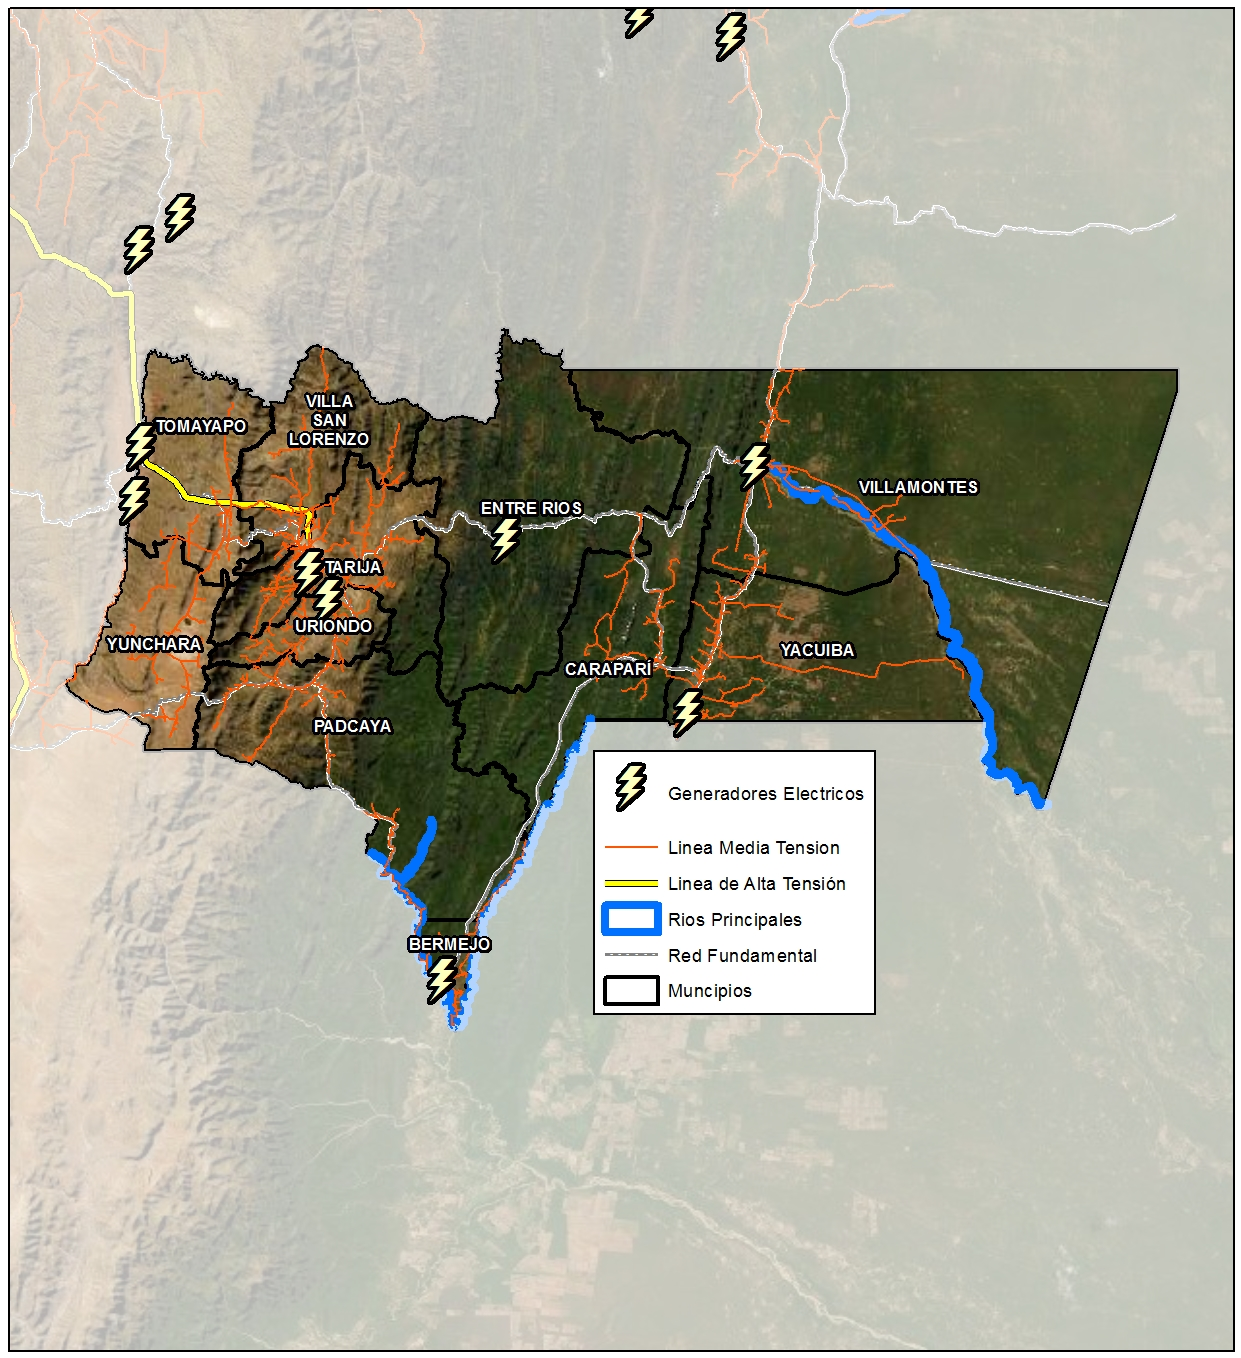 VILLA
SAN
LORENZO
TOMAYAPO
VILLAMONTES
ENTRE RIOS
TARIJA
URIONDO
YUNCHARA
YACUIBA
CARAPARÍ
PADCAYA
BERMEJO
Generadores Electricos
Linea Media Tension
Linea de Alta Tensión
Rios Principales
Red Fundamental
Muncipios